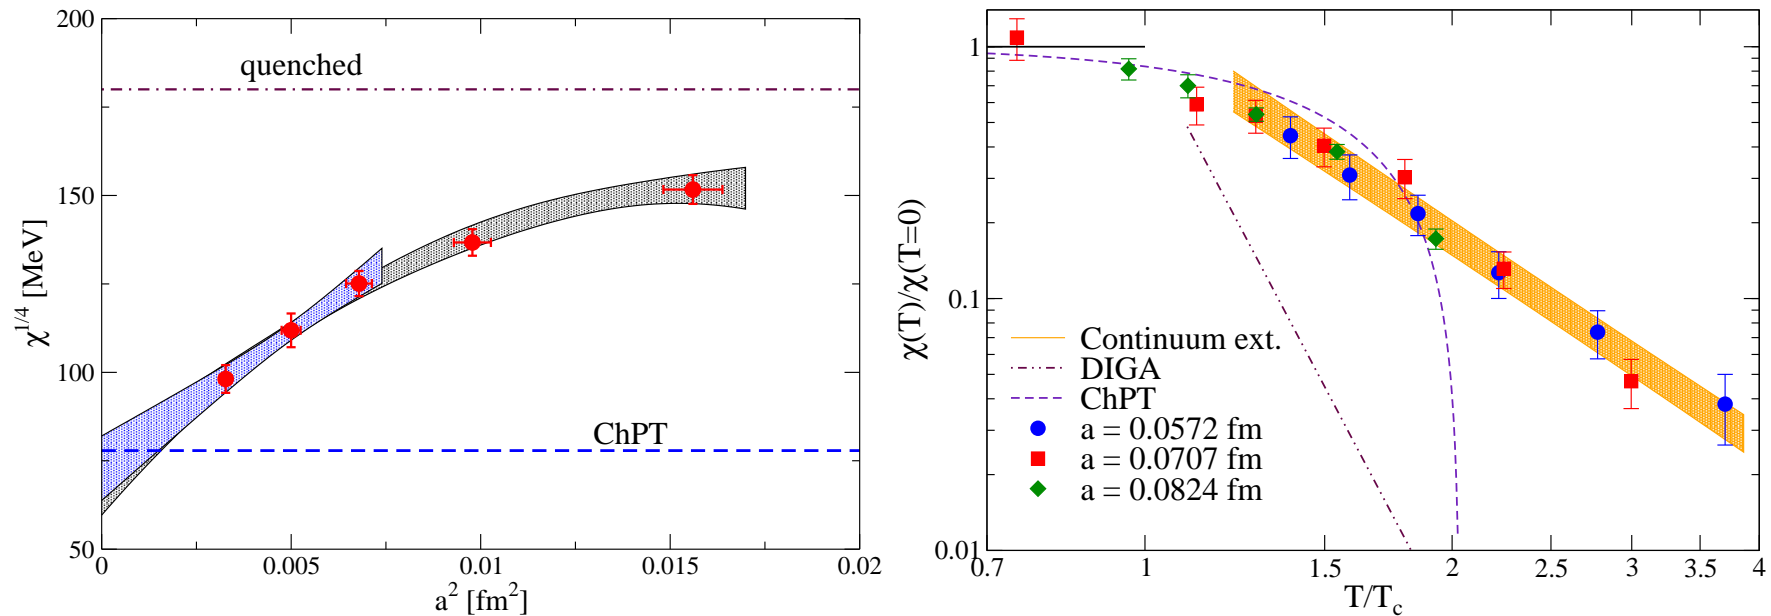 200
150
100
50
χ^1/4 [MeV]
quenched
ChPT
0
0.005
0.01
0.015
0.02
a^2 [fm^2]
1
0.1
0.01
χ(T)/χ(T=0)
Continuum ext.
DIGA
ChPT
a = 0.0572 fm
a = 0.0707 fm
a = 0.0824 fm
0.7
1
1.5
2
2.5
3
3.5
4
T/T_c